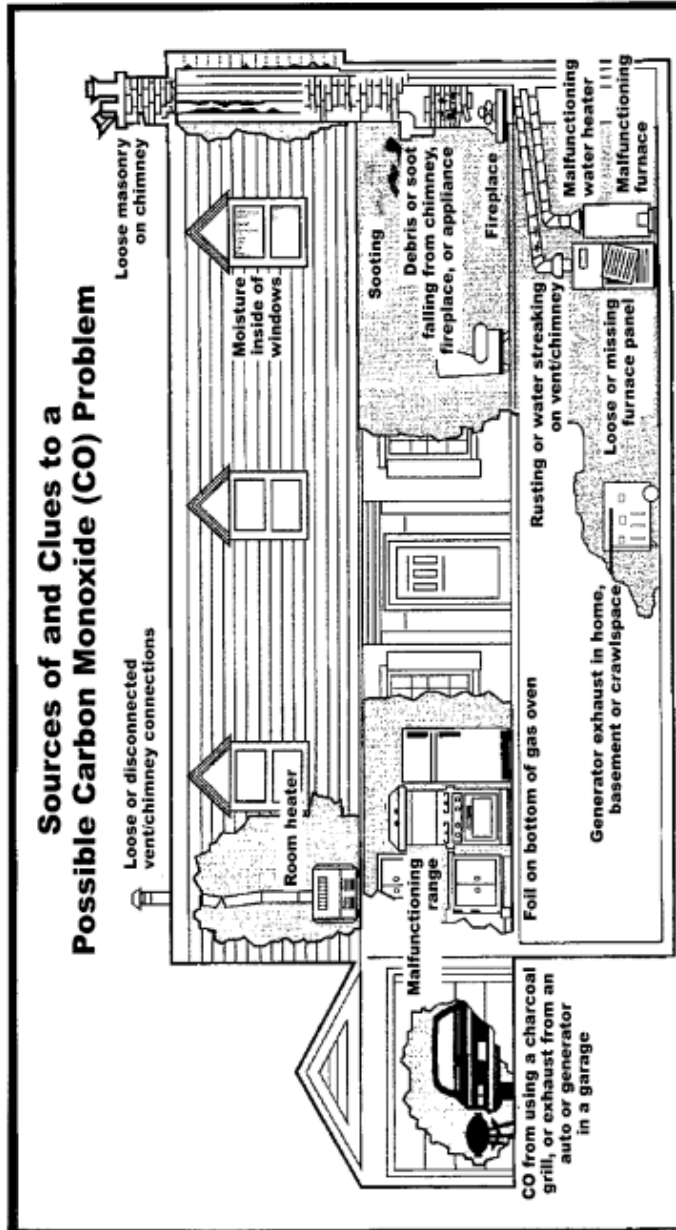 Sources of and Clues to a
Possible Carbon Monoxide (CO) Problem
Loose or disconnected
vent/chimney connections
Loose masonry
on chimney
Room heater
Moisture
inside of
windows
Sooting
Debris or soot
falling from chimney,
fireplace, or appliance
Fireplace
Malfunctioning
range
CO from using a charcoal
grill, or exhaust from an
auto or generator
in a garage
Foil on bottom of gas oven
Rusting or water streaking
on vent/chimney
Malfunctioning
water heater
Malfunctioning
furnace
Loose or missing
furnace panel
Generator exhaust in home,
basement or crawlspace